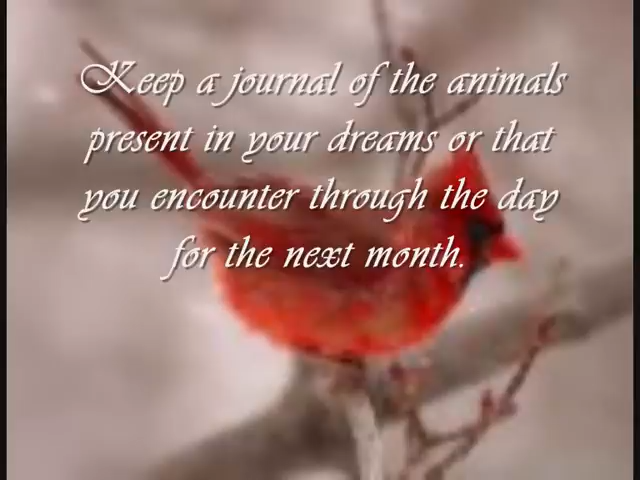 Keep a journal of the animals
present in your dreams or that
you encounter through the day
for the next month.